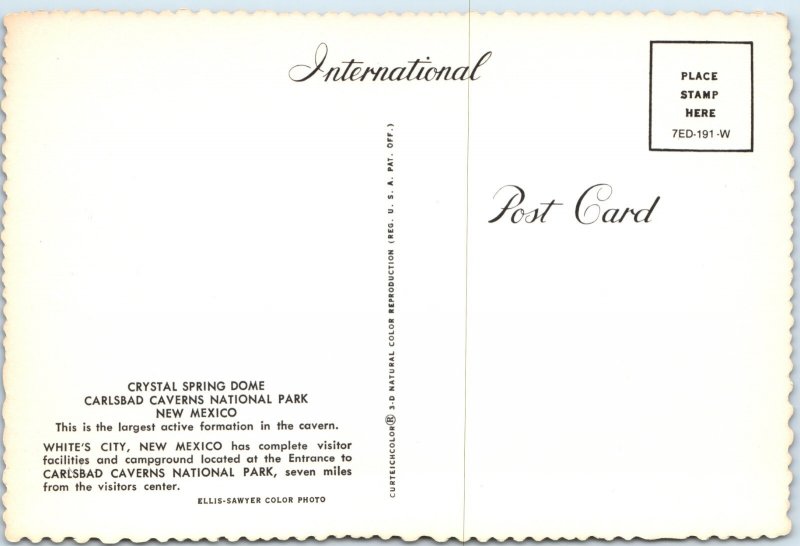 International
PLACE
STAMP
HERE
7ED-191-W
Post Card
CURTEICHCOLOR® 3-D NATURAL COLOR REPRODUCTION (REG. U. S. A. PAT. OFF.)
CRYSTAL SPRING DOME
CARLSBAD CAVERNS NATIONAL PARK
NEW MEXICO
This is the largest active formation in the cavern.
WHITE'S CITY, NEW MEXICO has complete visitor
facilities and campground located at the Entrance to
CARLSBAD CAVERNS NATIONAL PARK, seven miles
from the visitors center.
ELLIS-SAWYER COLOR PHOTO